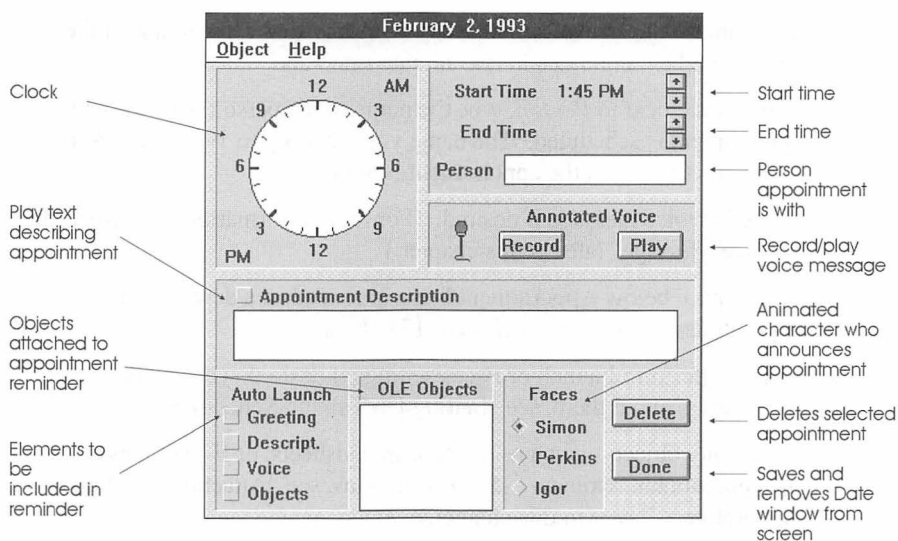 February 2, 1993
Object Help
Clock
12 AM
9 3
6 6
3 9
PM 12
Start Time 1:45 PM
End Time
Person
Start time
End time
Person
appointment
is with
Annotated Voice
Record Play
Record/play
voice message
Play text
describing
appointment
Appointment Description
Objects
attached to
appointment
reminder
Animated
character who
announces
appointment
Auto Launch
Greeting
Descript.
Voice
Objects
OLE Objects
Faces
Simon
Perkins
Igor
Delete
Done
Elements to
be
included in
reminder
Deletes selected
appointment
Saves and
removes Date
window from
screen